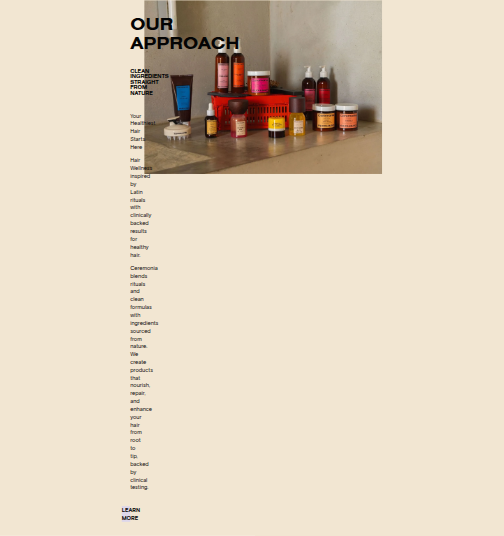 OUR
APPROACH
CLEAN
INGREDIENTS
STRAIGHT
FROM
NATURE
Your
Healthiest
Hair
Starts
Here
Hair
Wellness
inspired
by
Latin
rituals
with
clinically
backed
results
for
healthy
hair.
Ceremonia
blends
rituals
and
clean
formulas
with
ingredients
sourced
from
nature.
We
create
products
that
nourish,
repair,
and
enhance
your
hair
from
root
to
tip,
backed
by
clinical
testing.
LEARN
MORE